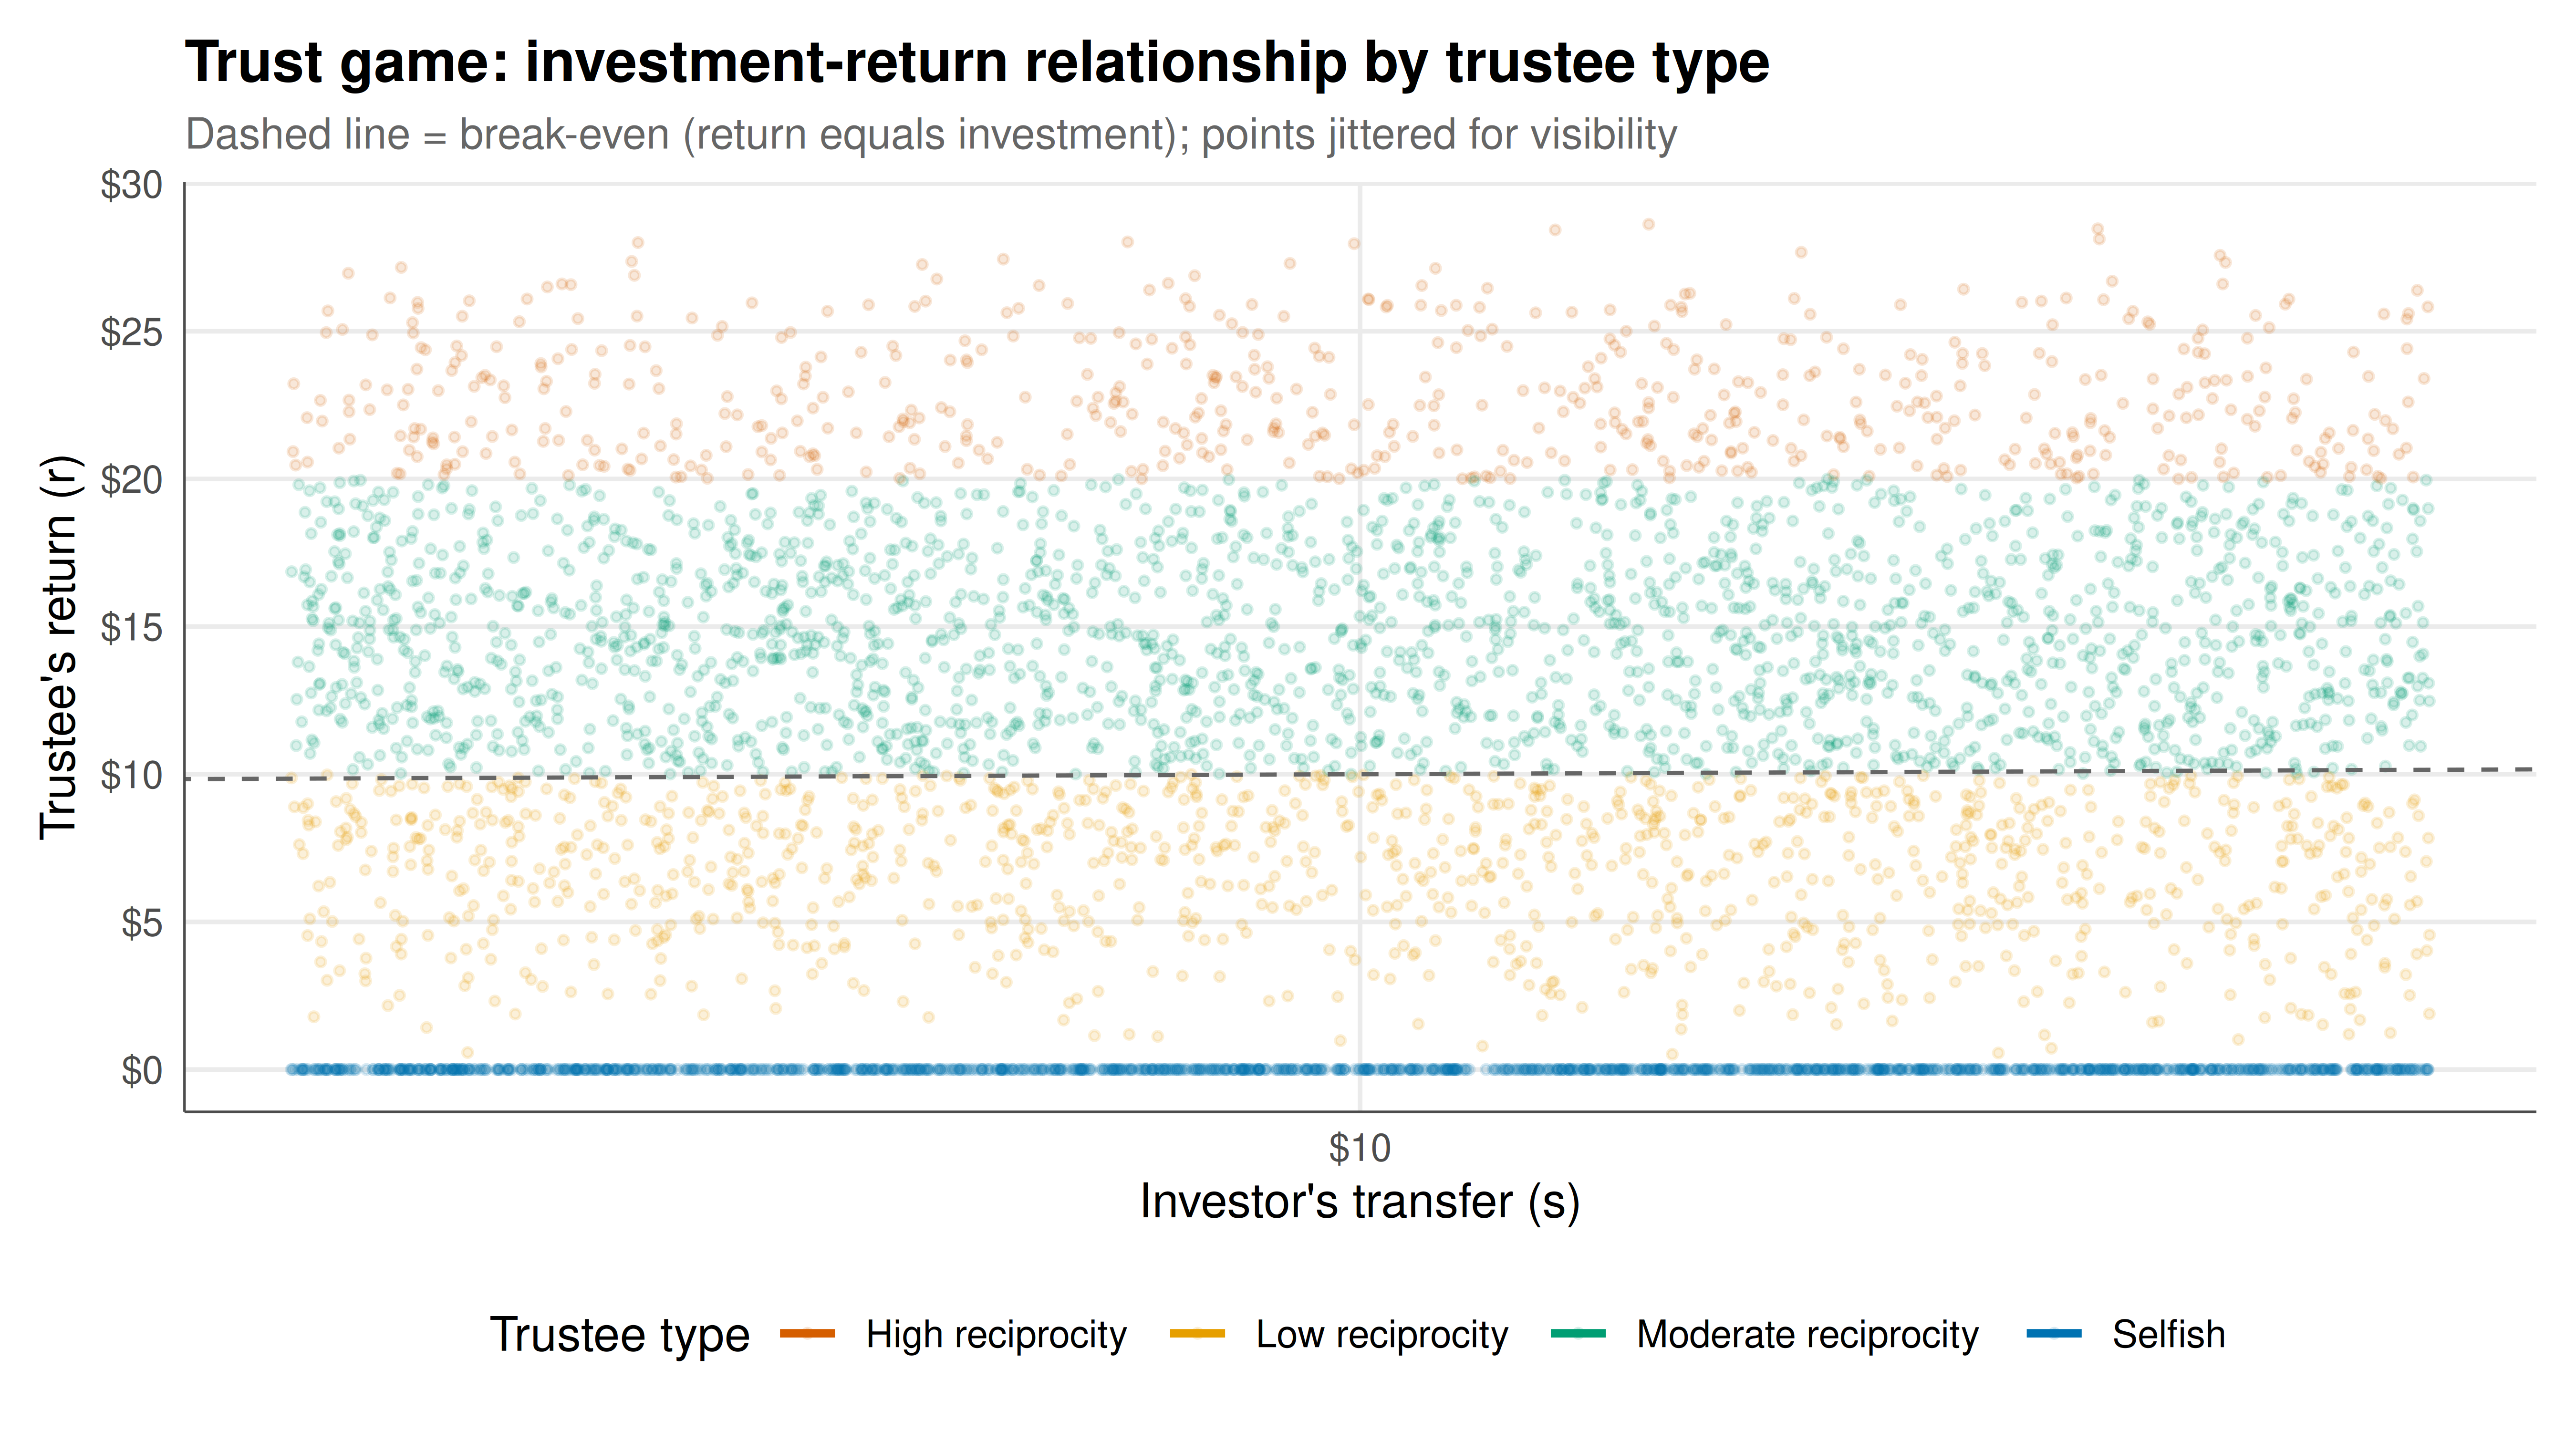 Trust game: investment-return relationship by trustee type
Dashed line = break-even (return equals investment); points jittered for visibility
$30
$25
$20
$15
$10
$5
$0
Trustee's return (r)
$10
Investor's transfer (s)
Trustee type
High reciprocity
Low reciprocity
Moderate reciprocity
Selfish